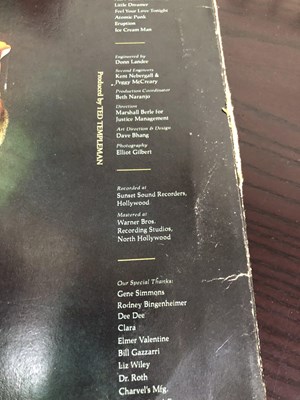 Little Dreamer
Feel Your Love Tonight
Atomic Punk
Eruption
Ice Cream Man
Engineered by
Donn Landee
Second Engineers
Kent Nebergall &
Peggy McCreary
Production Coordinator
Beth Naranjo
Direction
Marshall Berle for
Justice Management
Art Direction & Design
Dave Bhang
Photography
Elliot Gilbert
Produced by TED TEMPLEMAN
Recorded at
Sunset Sound Recorders,
Hollywood
Mastered at
Warner Bros.
Recording Studios,
North Hollywood
Our Special Thanks:
Gene Simmons
Rodney Bingenheimer
Dee Dee
Clara
Elmer Valentine
Bill Gazzarri
Liz Wiley
Dr. Roth
Charvel's Mfg.